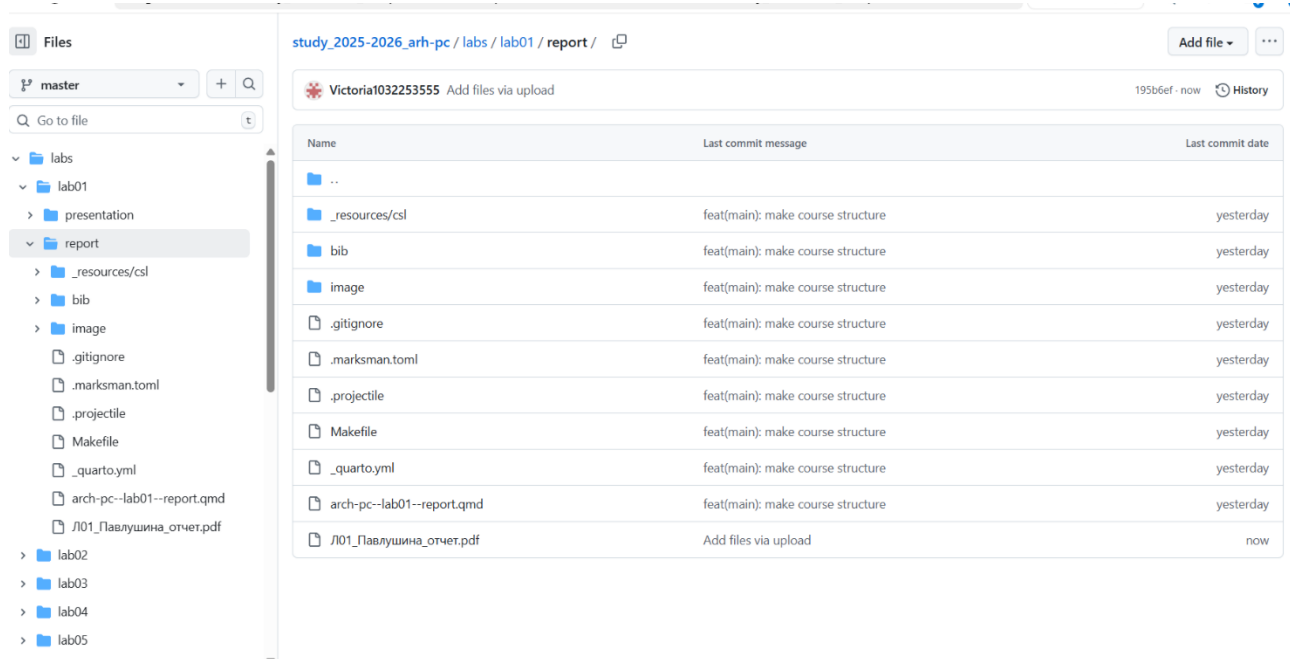 Files
master
Go to file
t
labs
lab01
presentation
report
_resources/csl
bib
image
.gitignore
.marksman.toml
.projectile
Makefile
_quarto.yml
arch-pc--lab01--report.qmd
Л01_Павлушина_отчет.pdf
lab02
lab03
lab04
lab05
study_2025-2026_arh-pc / labs / lab01 / report /
Add file
Victoria1032253555 Add files via upload 195b6ef · now History
Name Last commit message Last commit date
..
_resources/csl feat(main): make course structure yesterday
bib feat(main): make course structure yesterday
image feat(main): make course structure yesterday
.gitignore feat(main): make course structure yesterday
.marksman.toml feat(main): make course structure yesterday
.projectile feat(main): make course structure yesterday
Makefile feat(main): make course structure yesterday
_quarto.yml feat(main): make course structure yesterday
arch-pc--lab01--report.qmd feat(main): make course structure yesterday
Л01_Павлушина_отчет.pdf Add files via upload now